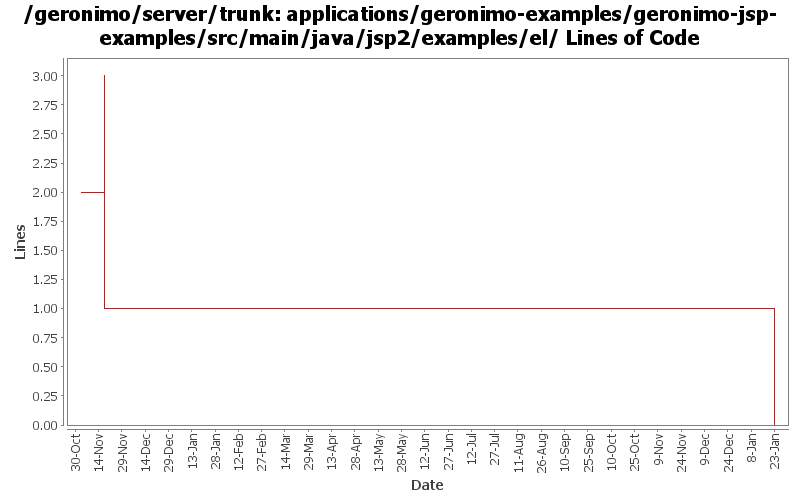 /geronimo/server/trunk: applications/geronimo-examples/geronimo-jsp-
examples/src/main/java/jsp2/examples/el/ Lines of Code
3.00
2.75
2.50
2.25
2.00
1.75
1.50
1.25
1.00
0.75
0.50
0.25
0.00
Lines
30-Oct
14-Nov
29-Nov
14-Dec
29-Dec
13-Jan
28-Jan
12-Feb
27-Feb
14-Mar
29-Mar
13-Apr
28-Apr
13-May
28-May
12-Jun
27-Jun
12-Jul
27-Jul
11-Aug
26-Aug
10-Sep
25-Sep
10-Oct
25-Oct
9-Nov
24-Nov
9-Dec
24-Dec
8-Jan
23-Jan
Date